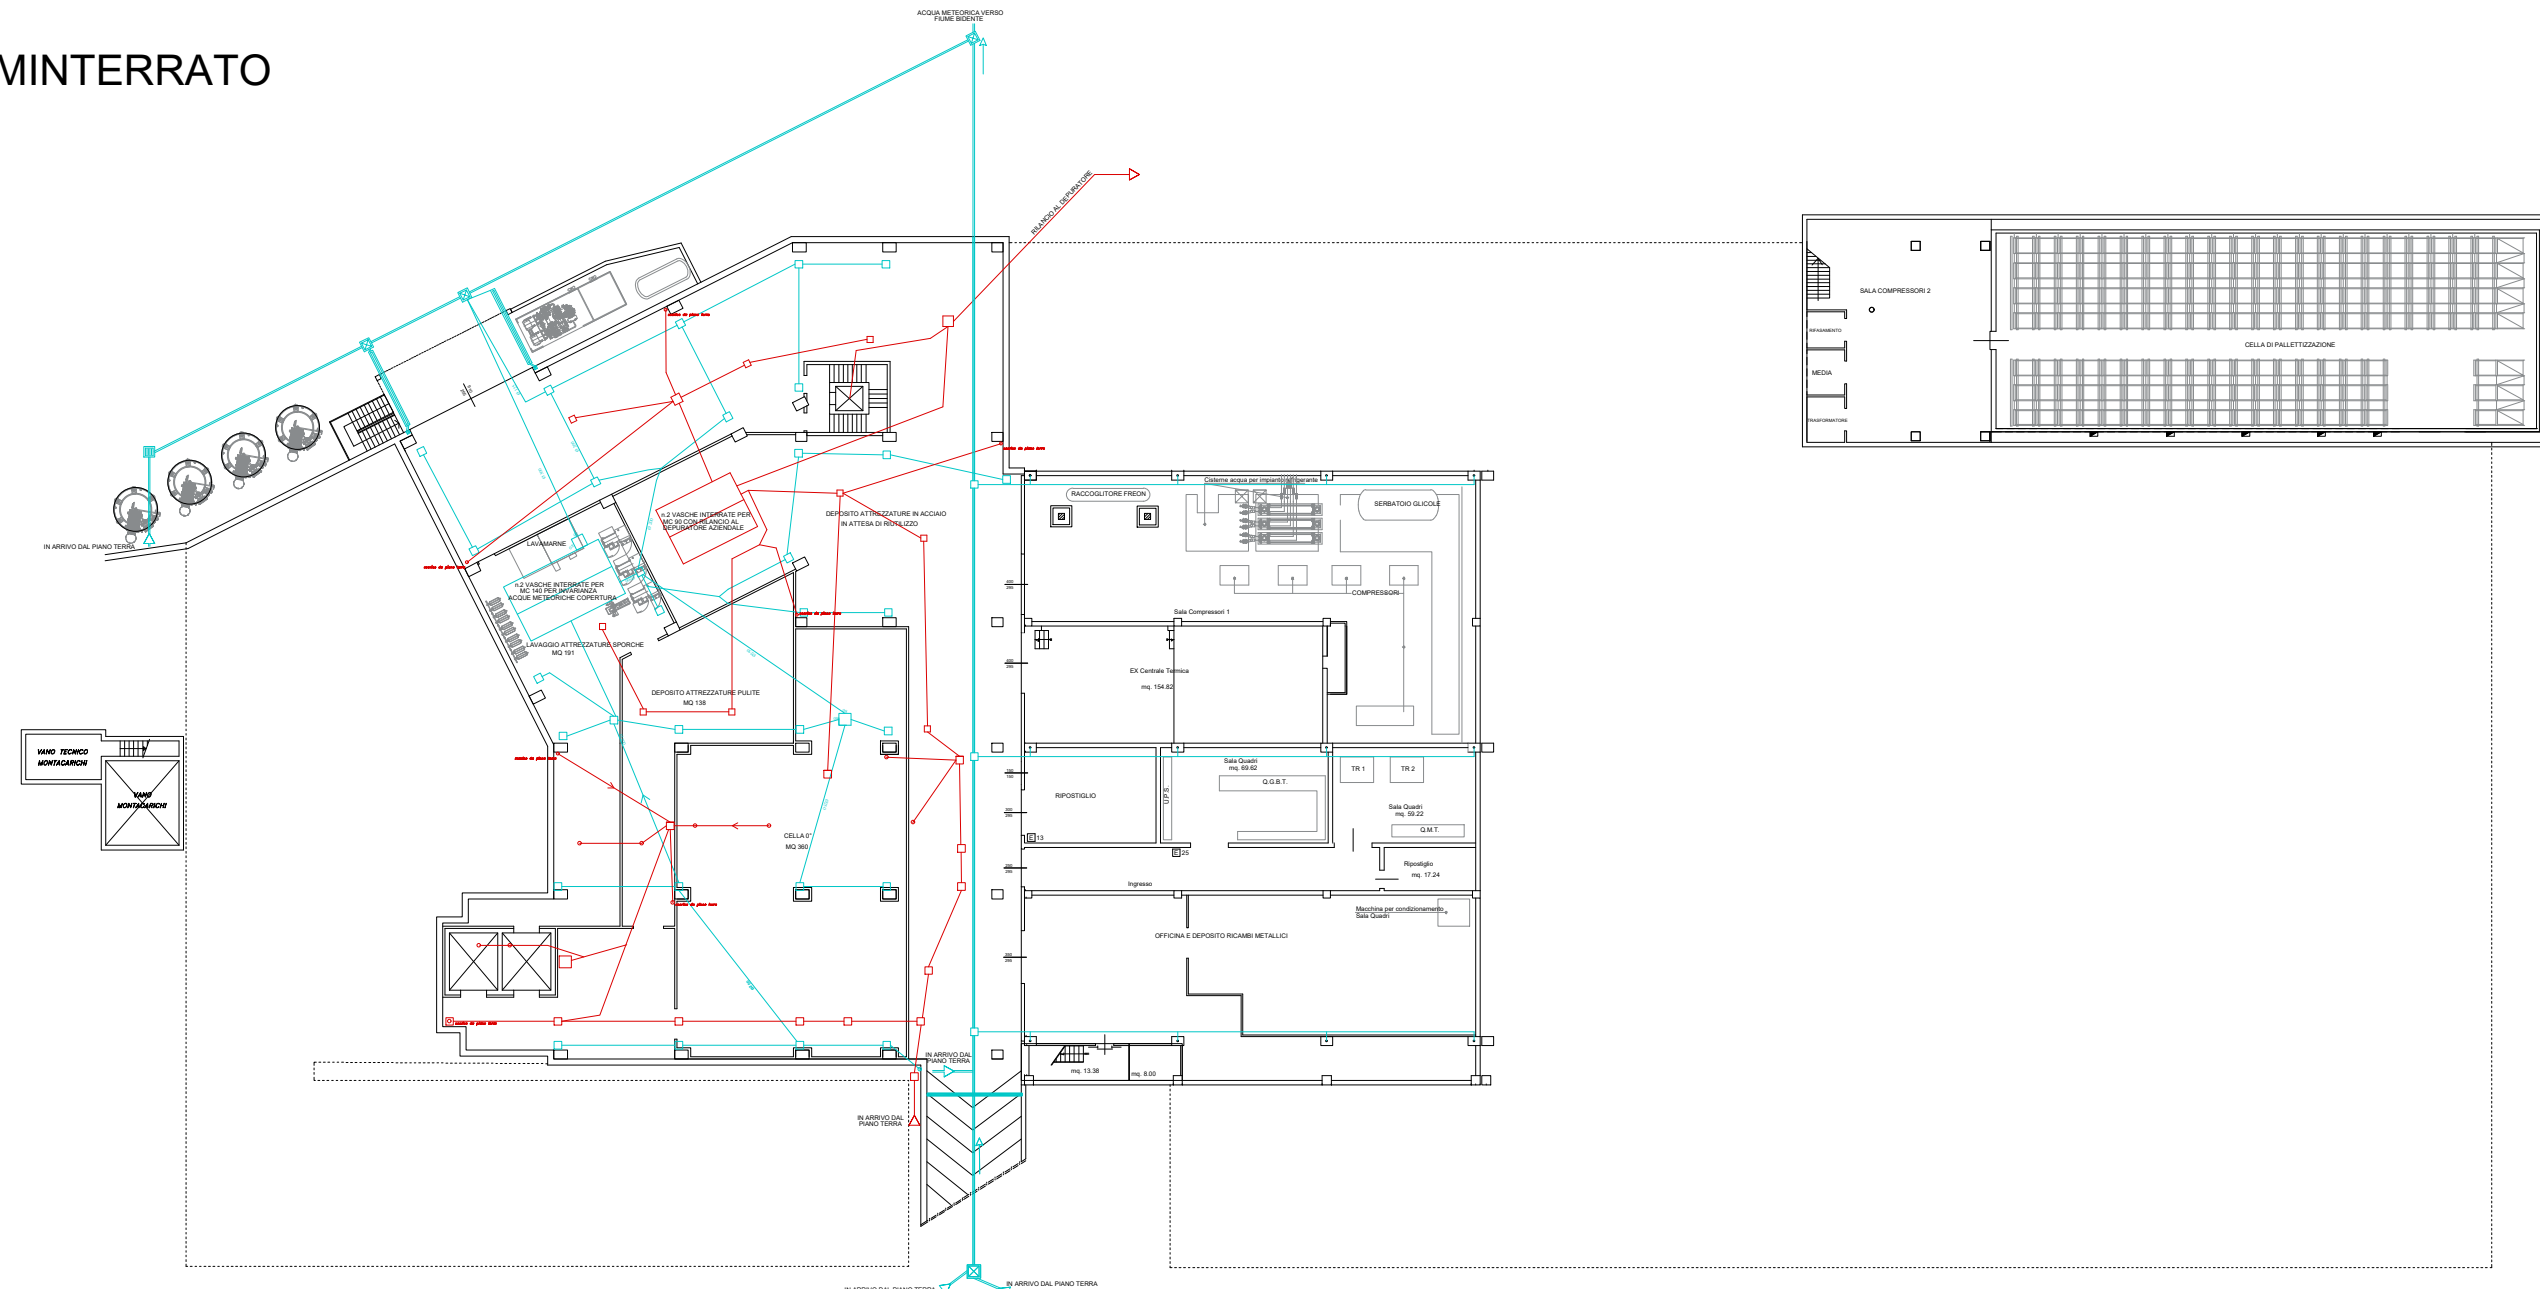 ACQUA METEORICA VERSO
FIUME BIDENTE
MINTERRATO
RILANCIO AL DEPURATORE
SALA COMPRESSORI 2
RIFASAMENTO
MEDIA
TRASFORMATORE
CELLA DI PALLETTIZZAZIONE
IN ARRIVO DAL PIANO TERRA
LAVAMARNE
n.2 VASCHE INTERRATE PER
MC 90 CON RILANCIO AL
DEPURATORE AZIENDALE
DEPOSITO ATTREZZATURE IN ACCIAIO
IN ATTESA DI RIUTILIZZO
n.2 VASCHE INTERRATE PER
MC 140 PER INVARIANZA
ACQUE METEORICHE COPERTURA
LAVAGGIO ATTREZZATURE SPORCHE
MQ 191
DEPOSITO ATTREZZATURE PULITE
MQ 138
CELLA 0°
MQ 360
VANO TECNICO
MONTACARICHI
VANO
MONTACARICHI
RACCOGLITORE FREON
Cisterne acqua per impianto refrigerante
SERBATOIO GLICOLE
COMPRESSORI
Sala Compressori 1
EX Centrale Termica
mq. 154.82
RIPOSTIGLIO
U.P.S.
Sala Quadri
mq. 69.62
Q.G.B.T.
TR 1
TR 2
Sala Quadri
mq. 59.22
Q.M.T.
E 13
E 25
Ripostiglio
mq. 17.24
Ingresso
Macchina per condizionamento
Sala Quadri
OFFICINA E DEPOSITO RICAMBI METALLICI
mq. 13.38
mq. 8.00
IN ARRIVO DAL
PIANO TERRA
IN ARRIVO DAL
PIANO TERRA
IN ARRIVO DAL PIANO TERRA
IN ARRIVO DAL PIANO TERRA